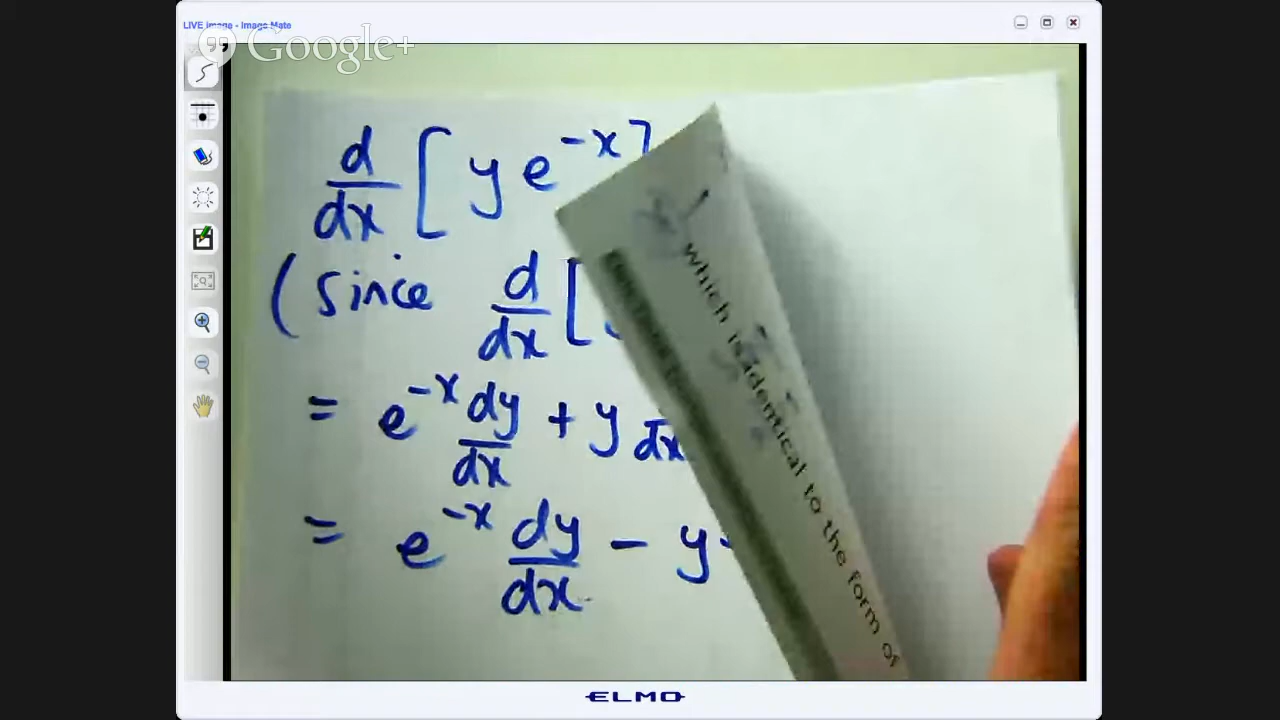 LIVE image - Image Mate
Google+
d/dx [ y e^-x ]
(Since d/dx [
= e^-x dy/dx + y dx
= e^-x dy/dx - y
which is identical to the form of
ELMO